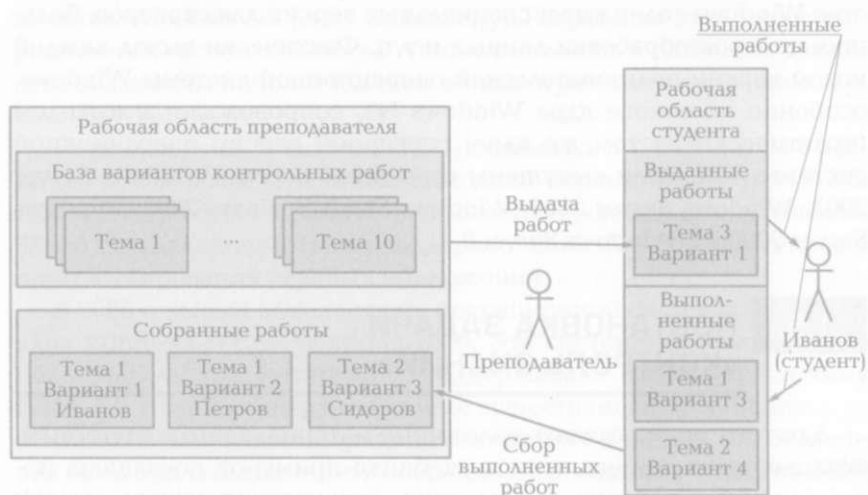 Выполненные
работы
Рабочая область преподавателя
База вариантов контрольных работ
Тема 1
...
Тема 10
Собранные работы
Тема 1
Вариант 1
Иванов
Тема 1
Вариант 2
Петров
Тема 2
Вариант 3
Сидоров
Выдача
работ
Преподаватель
Сбор
выполненных
работ
Рабочая
область
студента
Выданные
работы
Тема 3
Вариант 1
Выпол-
ненные
работы
Тема 1
Вариант 3
Тема 2
Вариант 4
Иванов
(студент)